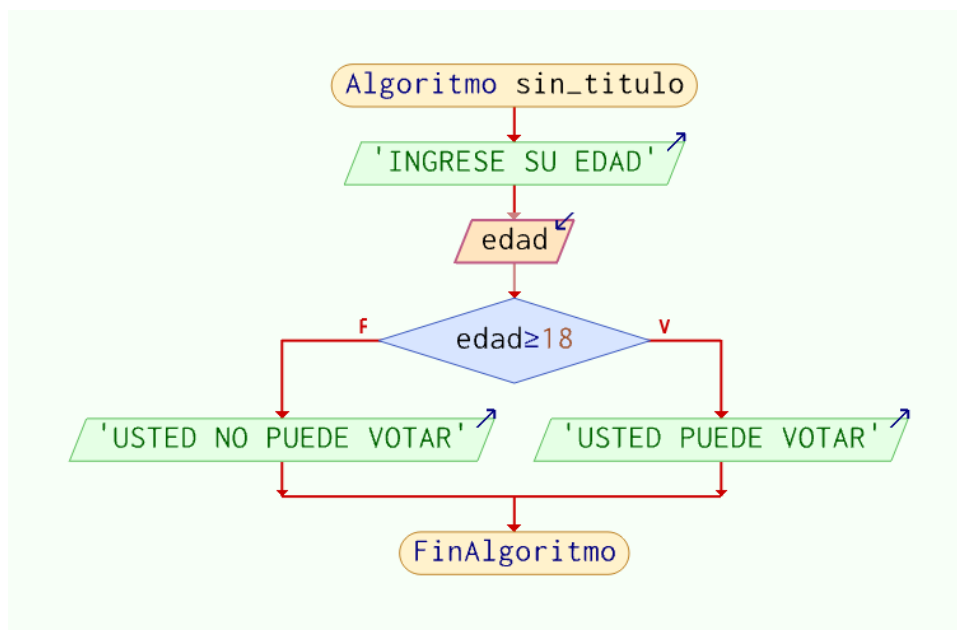 Algoritmo sin_titulo
'INGRESE SU EDAD'
edad
F
V
edad≥18
'USTED NO PUEDE VOTAR'
'USTED PUEDE VOTAR'
FinAlgoritmo